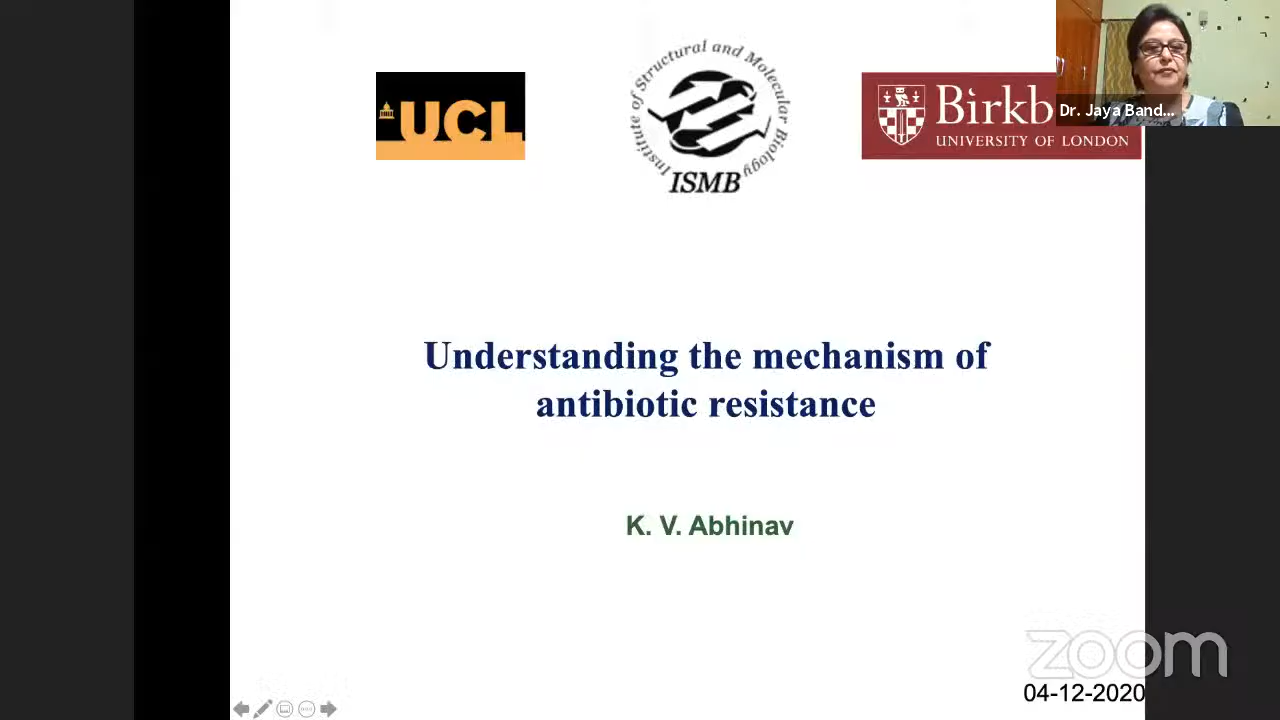 UCL
Institute of Structural and Molecular Biology
ISMB
Birkb
UNIVERSITY OF LONDON
Dr. Jaya Band...
Understanding the mechanism of
antibiotic resistance
K. V. Abhinav
zoom
04-12-2020